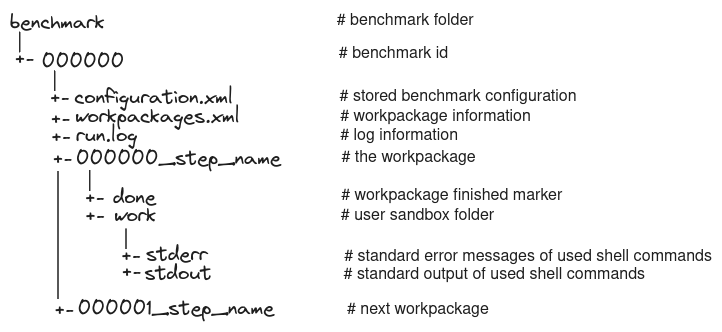 benchmark # benchmark folder
+- 000000 # benchmark id
+- configuration.xml # stored benchmark configuration
+- workpackages.xml # workpackage information
+- run.log # log information
+- 000000_step_name # the workpackage
+- done # workpackage finished marker
+- work # user sandbox folder
+- stderr # standard error messages of used shell commands
+- stdout # standard output of used shell commands
+- 000001_step_name # next workpackage